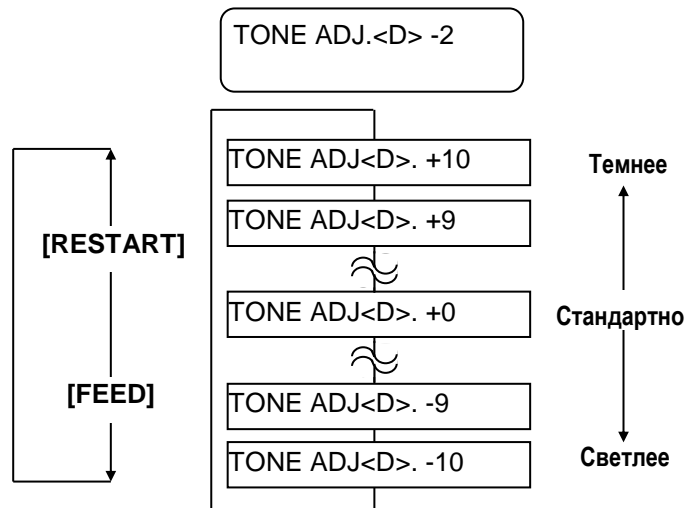 TONE ADJ.<D> -2
TONE ADJ<D>. +10
Темнее
TONE ADJ<D>. +9
[RESTART]
TONE ADJ<D>. +0
Стандартно
[FEED]
TONE ADJ<D>. -9
TONE ADJ<D>. -10
Светлее